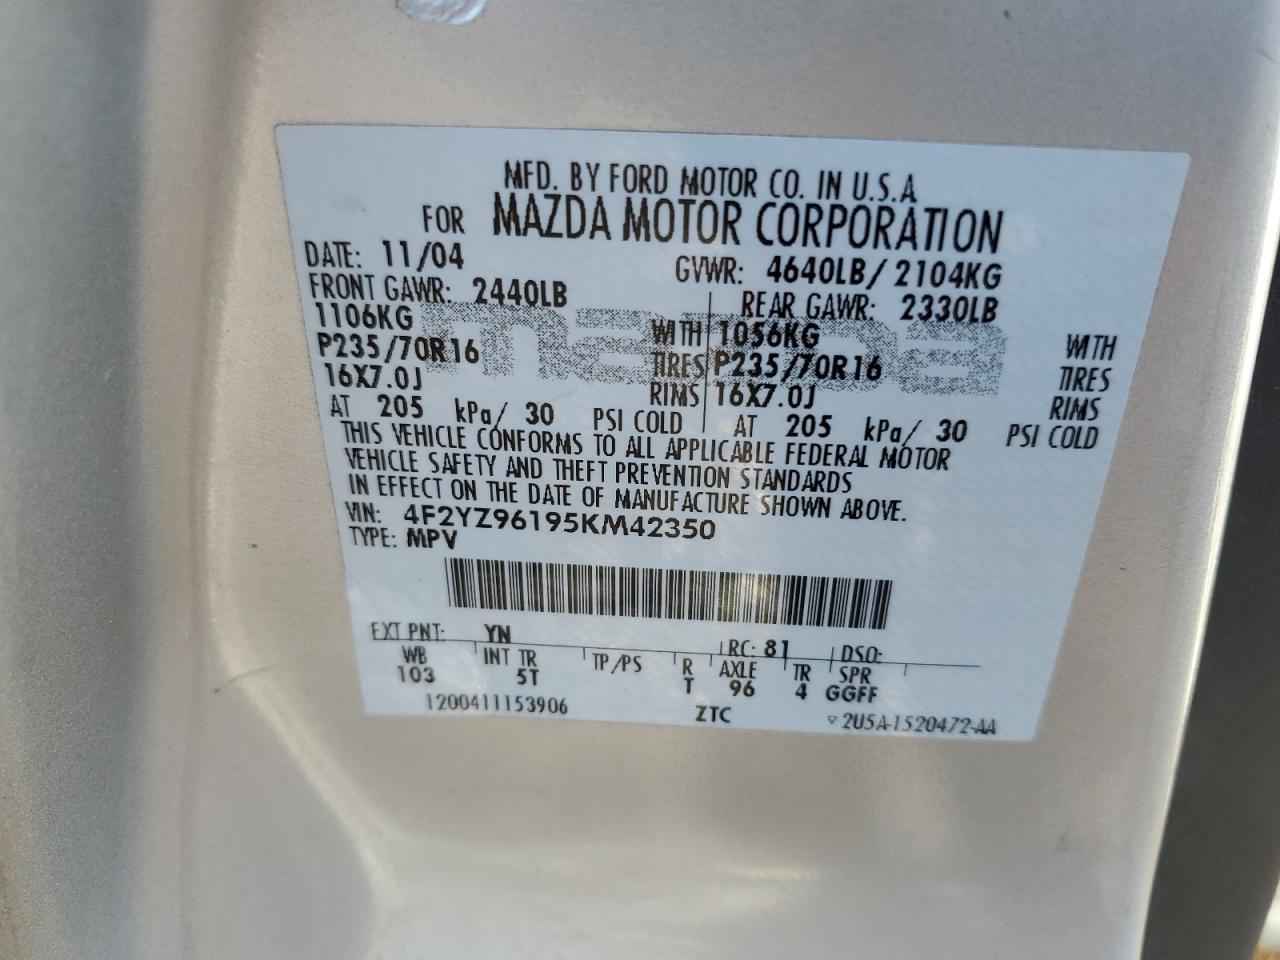 MFD. BY FORD MOTOR CO. IN U.S.A
FOR MAZDA MOTOR CORPORATION
DATE: 11/04 GVWR: 4640LB/2104KG
FRONT GAWR: 2440LB REAR GAWR: 2330LB
1106KG WITH 1056KG WITH
P235/70R16 TIRES P235/70R16 TIRES
16X7.0J RIMS 16X7.0J RIMS
AT 205 kPa/ 30 PSI COLD AT 205 kPa/ 30 PSI COLD
mazda
THIS VEHICLE CONFORMS TO ALL APPLICABLE FEDERAL MOTOR
VEHICLE SAFETY AND THEFT PREVENTION STANDARDS
IN EFFECT ON THE DATE OF MANUFACTURE SHOWN ABOVE.
VIN: 4F2YZ96195KM42350
TYPE: MPV
EXT PNT: YN RC: 81 DSO:
WB INT TR TP/PS R AXLE TR SPR
103 5T T 96 4 GGFF
1200411153906 ZTC 2U5A-1520472-AA